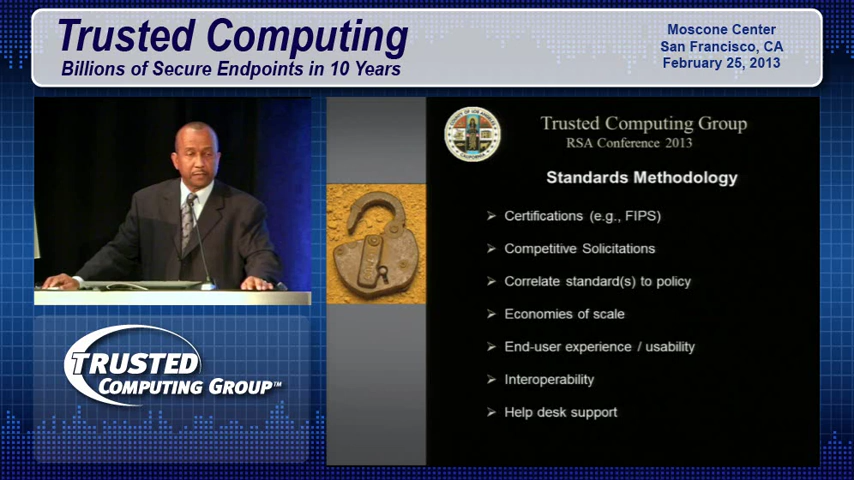 Trusted Computing
Billions of Secure Endpoints in 10 Years
Moscone Center
San Francisco, CA
February 25, 2013
Trusted Computing Group
RSA Conference 2013
Standards Methodology
➢ Certifications (e.g., FIPS)
➢ Competitive Solicitations
➢ Correlate standard(s) to policy
➢ Economies of scale
➢ End-user experience / usability
➢ Interoperability
➢ Help desk support
TRUSTED
COMPUTING GROUP™